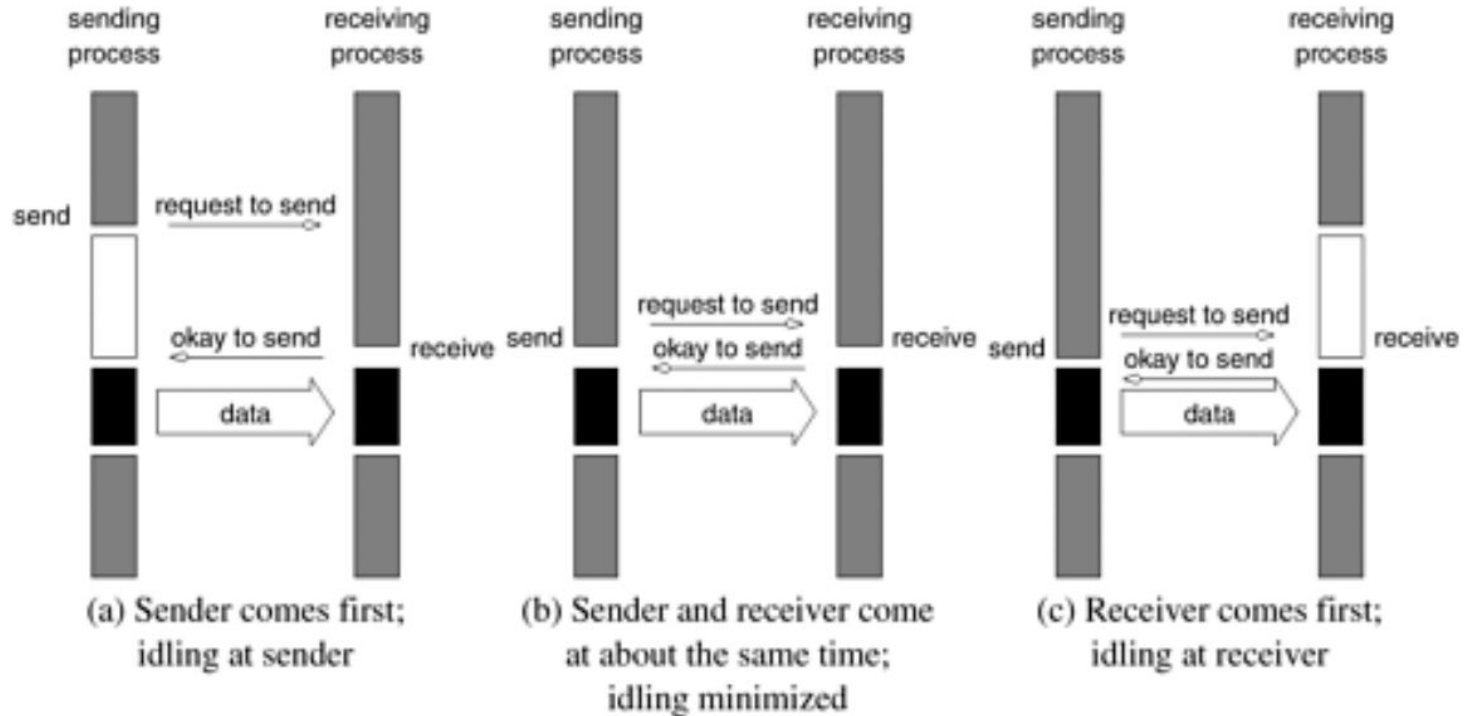 sending
process
receiving
process
send
request to send
okay to send
receive
data
(a) Sender comes first;
idling at sender
sending
process
receiving
process
request to send
send
okay to send
receive
data
(b) Sender and receiver come
at about the same time;
idling minimized
sending
process
receiving
process
request to send
send
okay to send
receive
data
(c) Receiver comes first;
idling at receiver